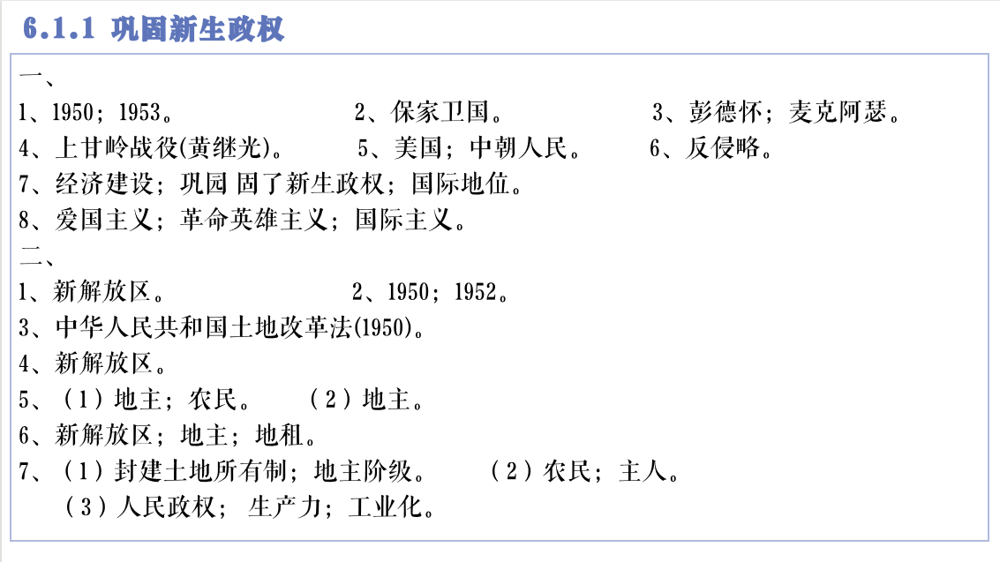 6.1.1 巩固新生政权
一、
1、1950；1953。 2、保家卫国。 3、彭德怀；麦克阿瑟。
4、上甘岭战役(黄继光)。 5、美国；中朝人民。 6、反侵略。
7、经济建设；巩园 固了新生政权；国际地位。
8、爱国主义；革命英雄主义；国际主义。
二、
1、新解放区。 2、1950；1952。
3、中华人民共和国土地改革法(1950)。
4、新解放区。
5、（1）地主；农民。 （2）地主。
6、新解放区；地主；地租。
7、（1）封建土地所有制；地主阶级。 （2）农民；主人。
（3）人民政权； 生产力；工业化。